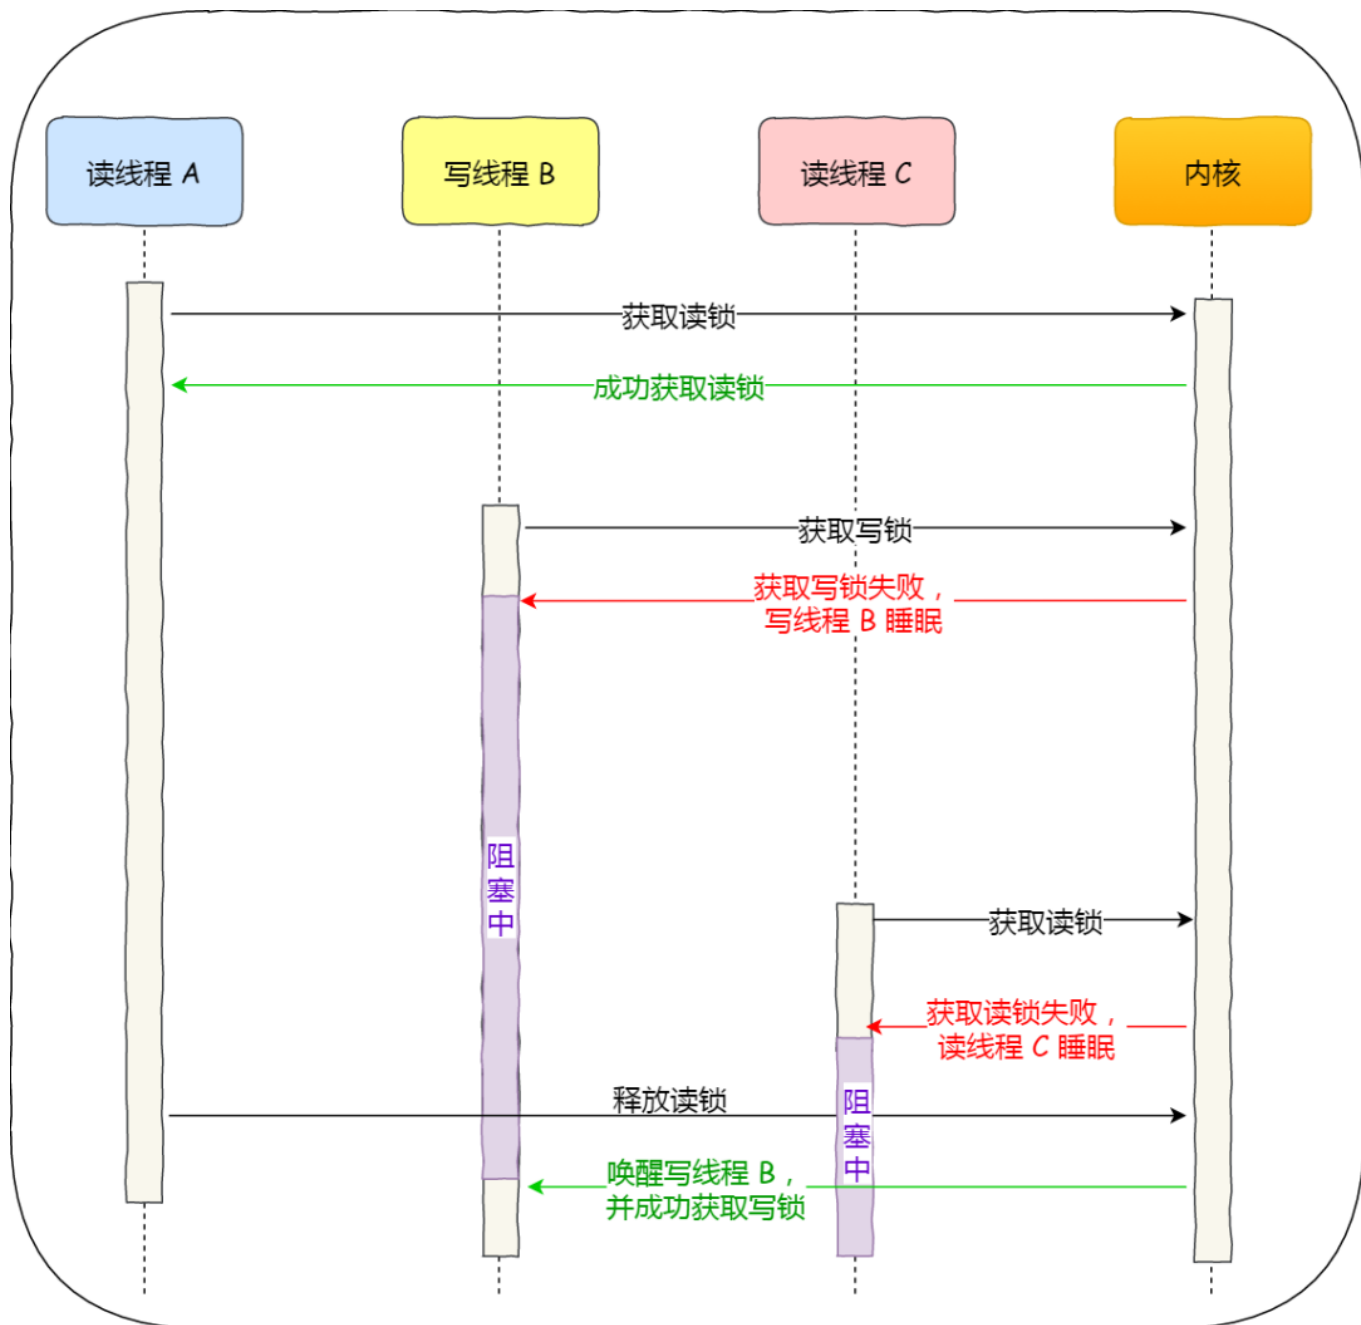 读线程 A
写线程 B
读线程 C
内核
获取读锁
成功获取读锁
获取写锁
获取写锁失败，
写线程 B 睡眠
阻塞中
获取读锁
获取读锁失败，
读线程 C 睡眠
释放读锁
阻塞中
唤醒写线程 B，
并成功获取写锁